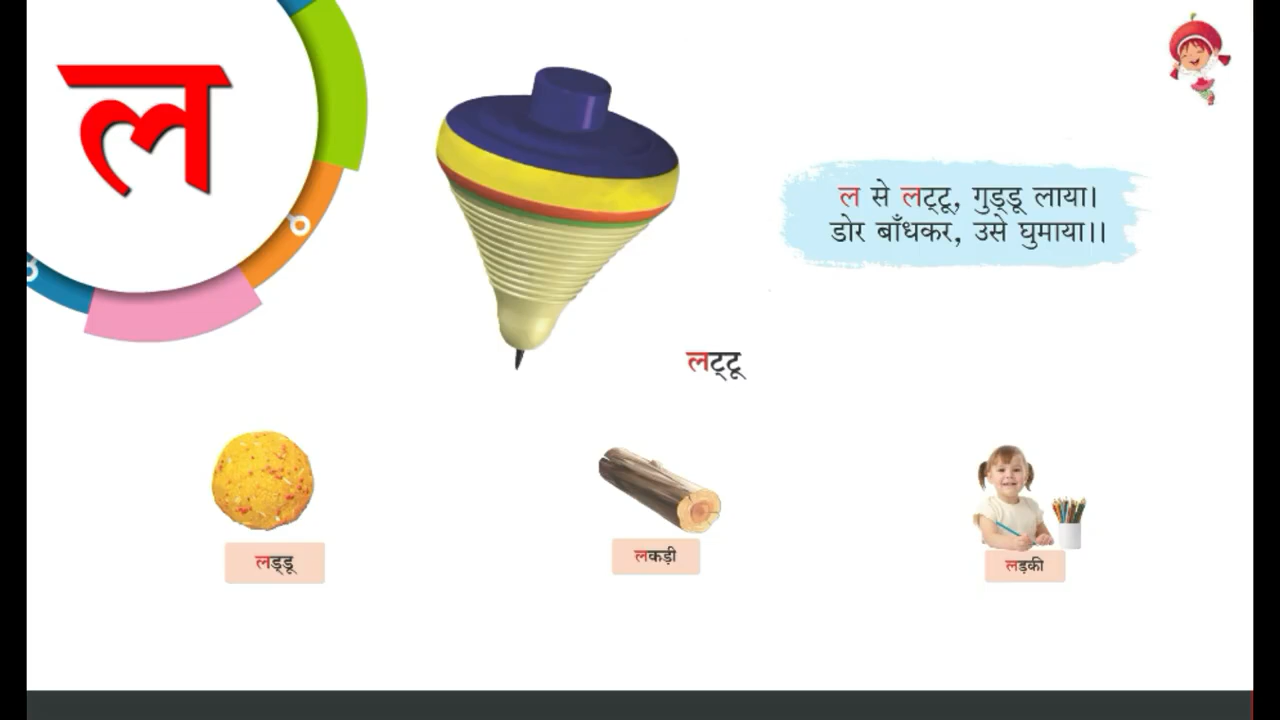 ल
ल से लट्टू, गुड्डू लाया।
डोर बाँधकर, उसे घुमाया।।
लट्टू
लड्डू
लकड़ी
लड़की